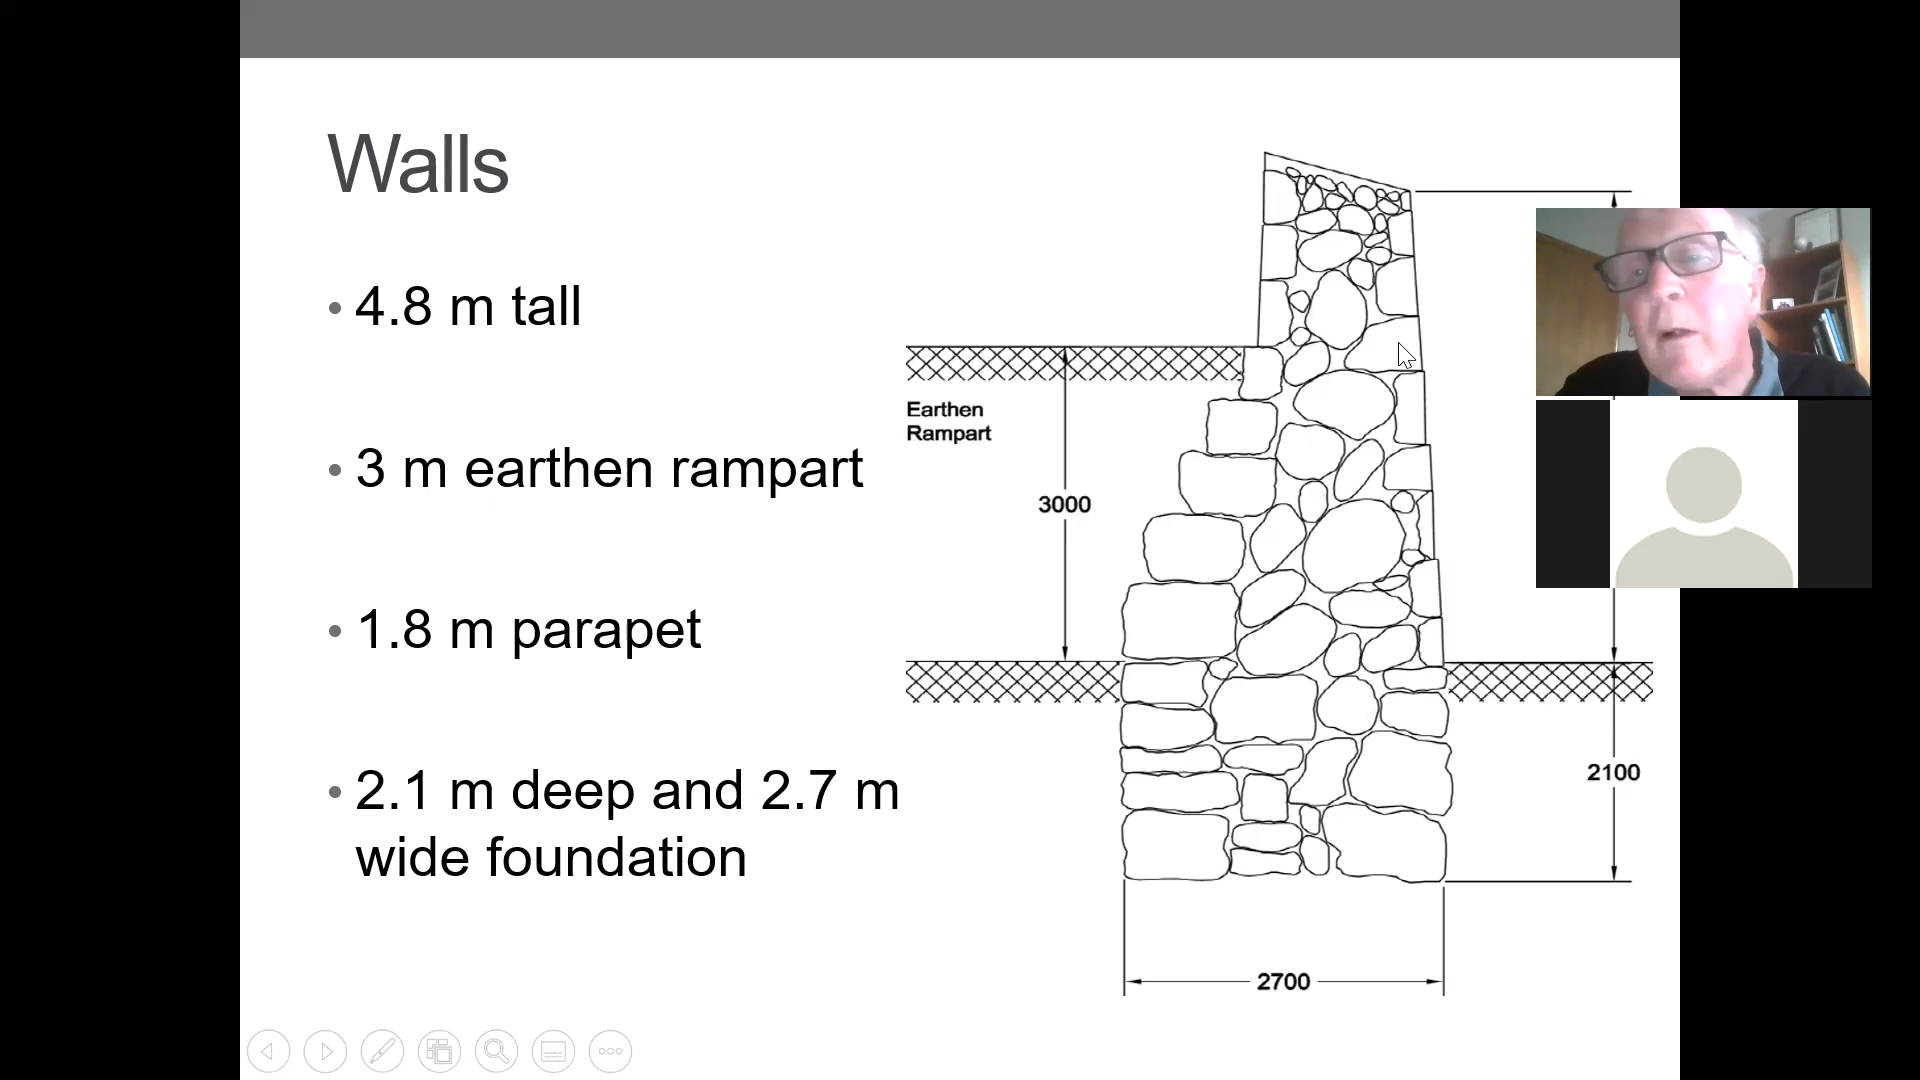 Walls
• 4.8 m tall
• 3 m earthen rampart
• 1.8 m parapet
• 2.1 m deep and 2.7 m
wide foundation
Earthen
Rampart
3000
2100
2700